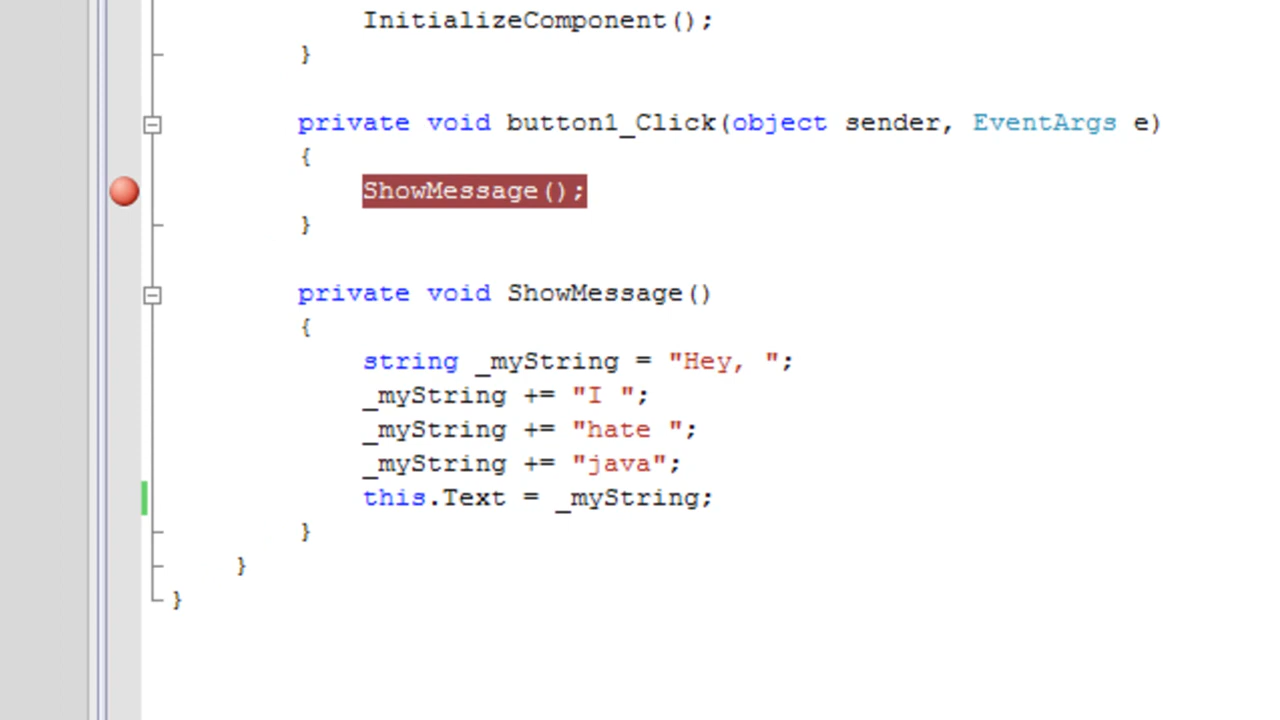 InitializeComponent();
}
private void button1_Click(object sender, EventArgs e)
{
ShowMessage();
}
private void ShowMessage()
{
string _myString = "Hey, ";
_myString += "I ";
_myString += "hate ";
_myString += "java";
this.Text = _myString;
}
}
}